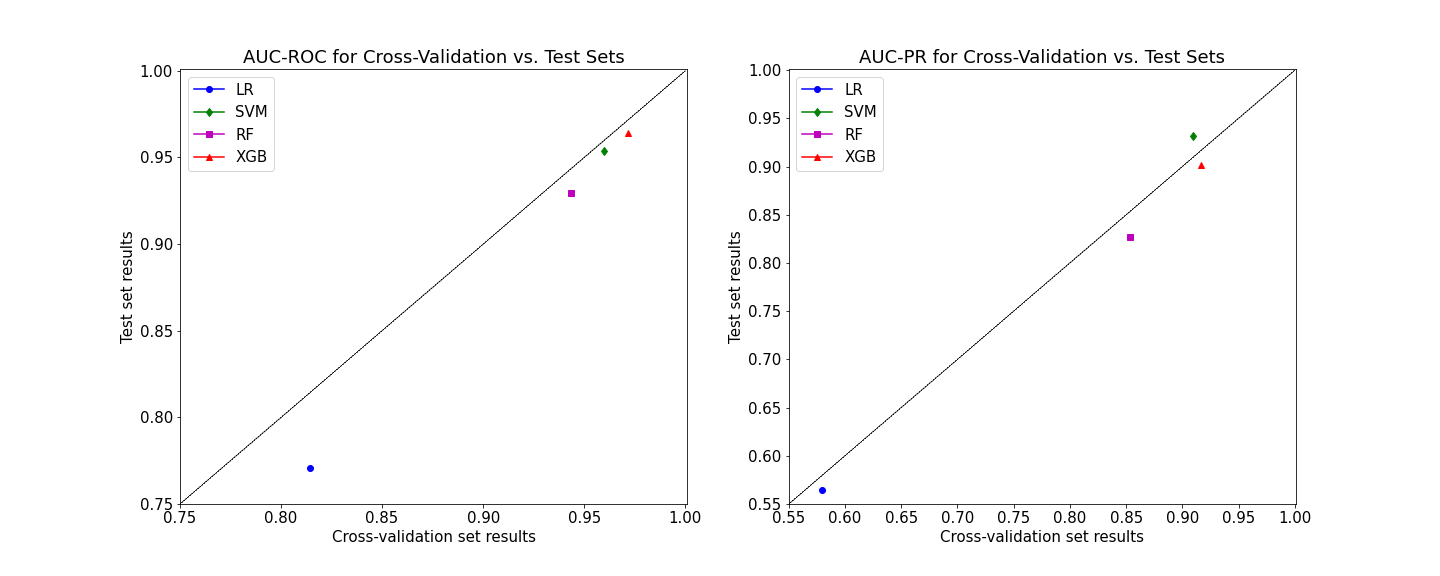 AUC-ROC for Cross-Validation vs. Test Sets
1.00
0.95
0.90
0.85
0.80
0.75
Test set results
LR
SVM
RF
XGB
0.75 0.80 0.85 0.90 0.95 1.00
Cross-validation set results
AUC-PR for Cross-Validation vs. Test Sets
1.00
0.95
0.90
0.85
0.80
0.75
0.70
0.65
0.60
0.55
Test set results
LR
SVM
RF
XGB
0.55 0.60 0.65 0.70 0.75 0.80 0.85 0.90 0.95 1.00
Cross-validation set results